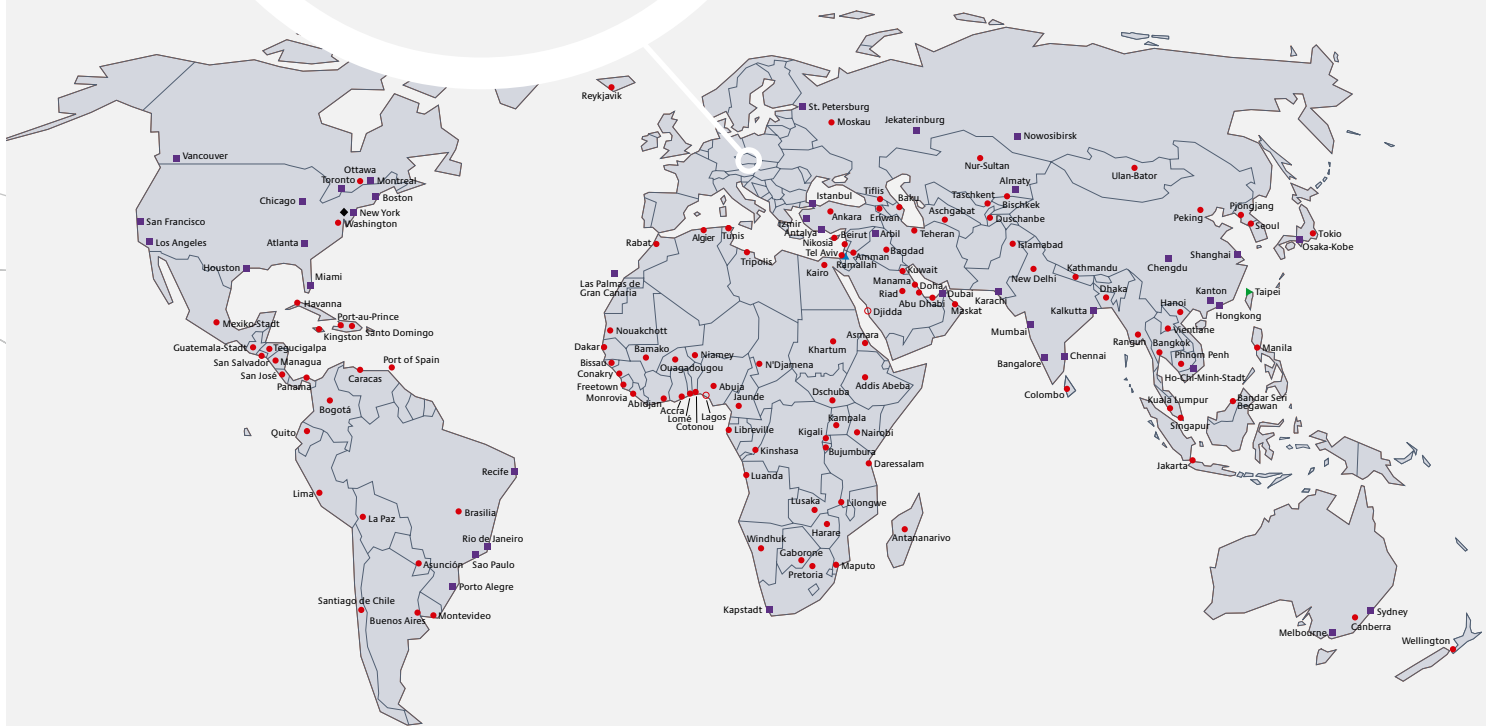 Reykjavik
St. Petersburg
Moskau
Jekaterinburg
Nowosibirsk
Vancouver
Ottawa
Toronto
Montreal
Boston
Chicago
New York
Washington
San Francisco
Los Angeles
Atlanta
Houston
Miami
Havanna
Mexiko-Stadt
Port-au-Prince
Kingston
Santo Domingo
Guatemala-Stadt
Tegucigalpa
San Salvador
Managua
San José
Panama
Port of Spain
Caracas
Bogotá
Quito
Recife
Lima
La Paz
Brasilia
Rio de Janeiro
Sao Paulo
Asunción
Porto Alegre
Santiago de Chile
Buenos Aires
Montevideo
Nur-Sultan
Ulan-Bator
Almaty
Taschkent
Bischkek
Duschanbe
Tiflis
Baku
Eriwan
Aschgabat
Istanbul
Ankara
Izmir
Antalya
Nikosia
Beirut
Arbil
Teheran
Tel Aviv
Amman
Ramallah
Bagdad
Kairo
Rabat
Algier
Tunis
Tripolis
Las Palmas de
Gran Canaria
Kuwait
Manama
Doha
Riad
Dubai
Abu Dhabi
Maskat
Djidda
Islamabad
New Delhi
Kathmandu
Karachi
Dhaka
Kalkutta
Mumbai
Bangalore
Chennai
Colombo
Peking
Pjöngjang
Seoul
Tokio
Osaka-Kobe
Shanghai
Chengdu
Kanton
Taipei
Hongkong
Hanoi
Vientiane
Rangun
Bangkok
Phnom Penh
Ho-Chi-Minh-Stadt
Manila
Kuala Lumpur
Bandar Seri
Begawan
Singapur
Jakarta
Nouakchott
Dakar
Bamako
Niamey
Bissao
Ouagadougou
N'Djamena
Khartum
Asmara
Conakry
Freetown
Monrovia
Abidjan
Accra
Lomé
Cotonou
Lagos
Abuja
Jaunde
Addis Abeba
Dschuba
Kampala
Libreville
Kigali
Nairobi
Kinshasa
Bujumbura
Daressalam
Luanda
Lusaka
Lilongwe
Harare
Antananarivo
Windhuk
Gaborone
Pretoria
Maputo
Kapstadt
Sydney
Canberra
Melbourne
Wellington